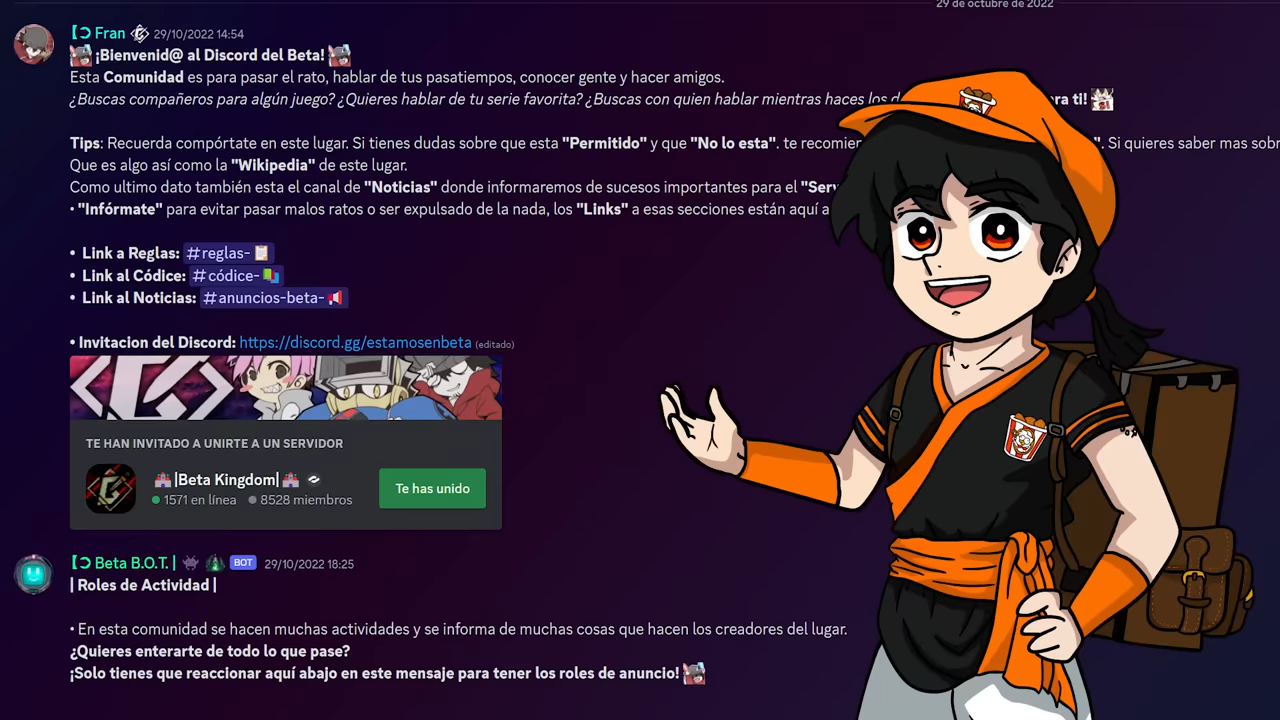 29 de octubre de 2022
【Ↄ Fran 29/10/2022 14:54
¡Bienvenid@ al Discord del Beta!
Esta Comunidad es para pasar el rato, hablar de tus pasatiempos, conocer gente y hacer amigos.
¿Buscas compañeros para algún juego? ¿Quieres hablar de tu serie favorita? ¿Buscas con quien hablar mientras haces los ti!
Tips: Recuerda compórtate en este lugar. Si tienes dudas sobre que esta "Permitido" y que "No lo esta". te ". Si quieres saber mas
Que es algo así como la "Wikipedia" de este lugar.
Como ultimo dato también esta el canal de "Noticias" donde informaremos de sucesos importantes para el
• "Infórmate" para evitar pasar malos ratos o ser expulsado de la nada, los "Links" a esas secciones están aquí a
• Link a Reglas: #reglas-📋
• Link al Códice: #códice-
• Link al Noticias: #anuncios-beta-📢
• Invitacion del Discord: https://discord.gg/estamosenbeta (editado)
TE HAN INVITADO A UNIRTE A UN SERVIDOR
🏰|Beta Kingdom|🏰
1571 en línea 8528 miembros
Te has unido
【Ↄ Beta B.O.T. | BOT 29/10/2022 18:25
| Roles de Actividad |
• En esta comunidad se hacen muchas actividades y se informa de muchas cosas que hacen los creadores del lugar.
¿Quieres enterarte de todo lo que pase?
¡Solo tienes que reaccionar aquí abajo en este mensaje para tener los roles de anuncio!